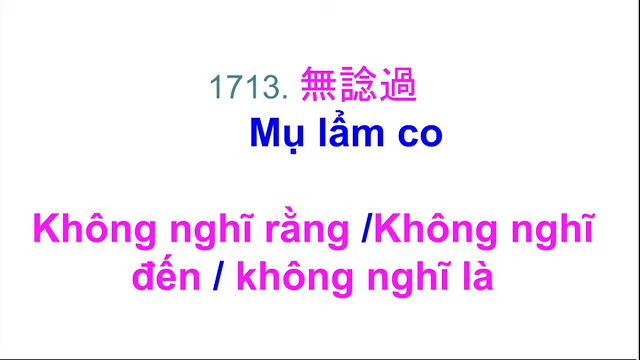 1713. 無諗過
Mụ lẩm co
Không nghĩ rằng /Không nghĩ
đến / không nghĩ là